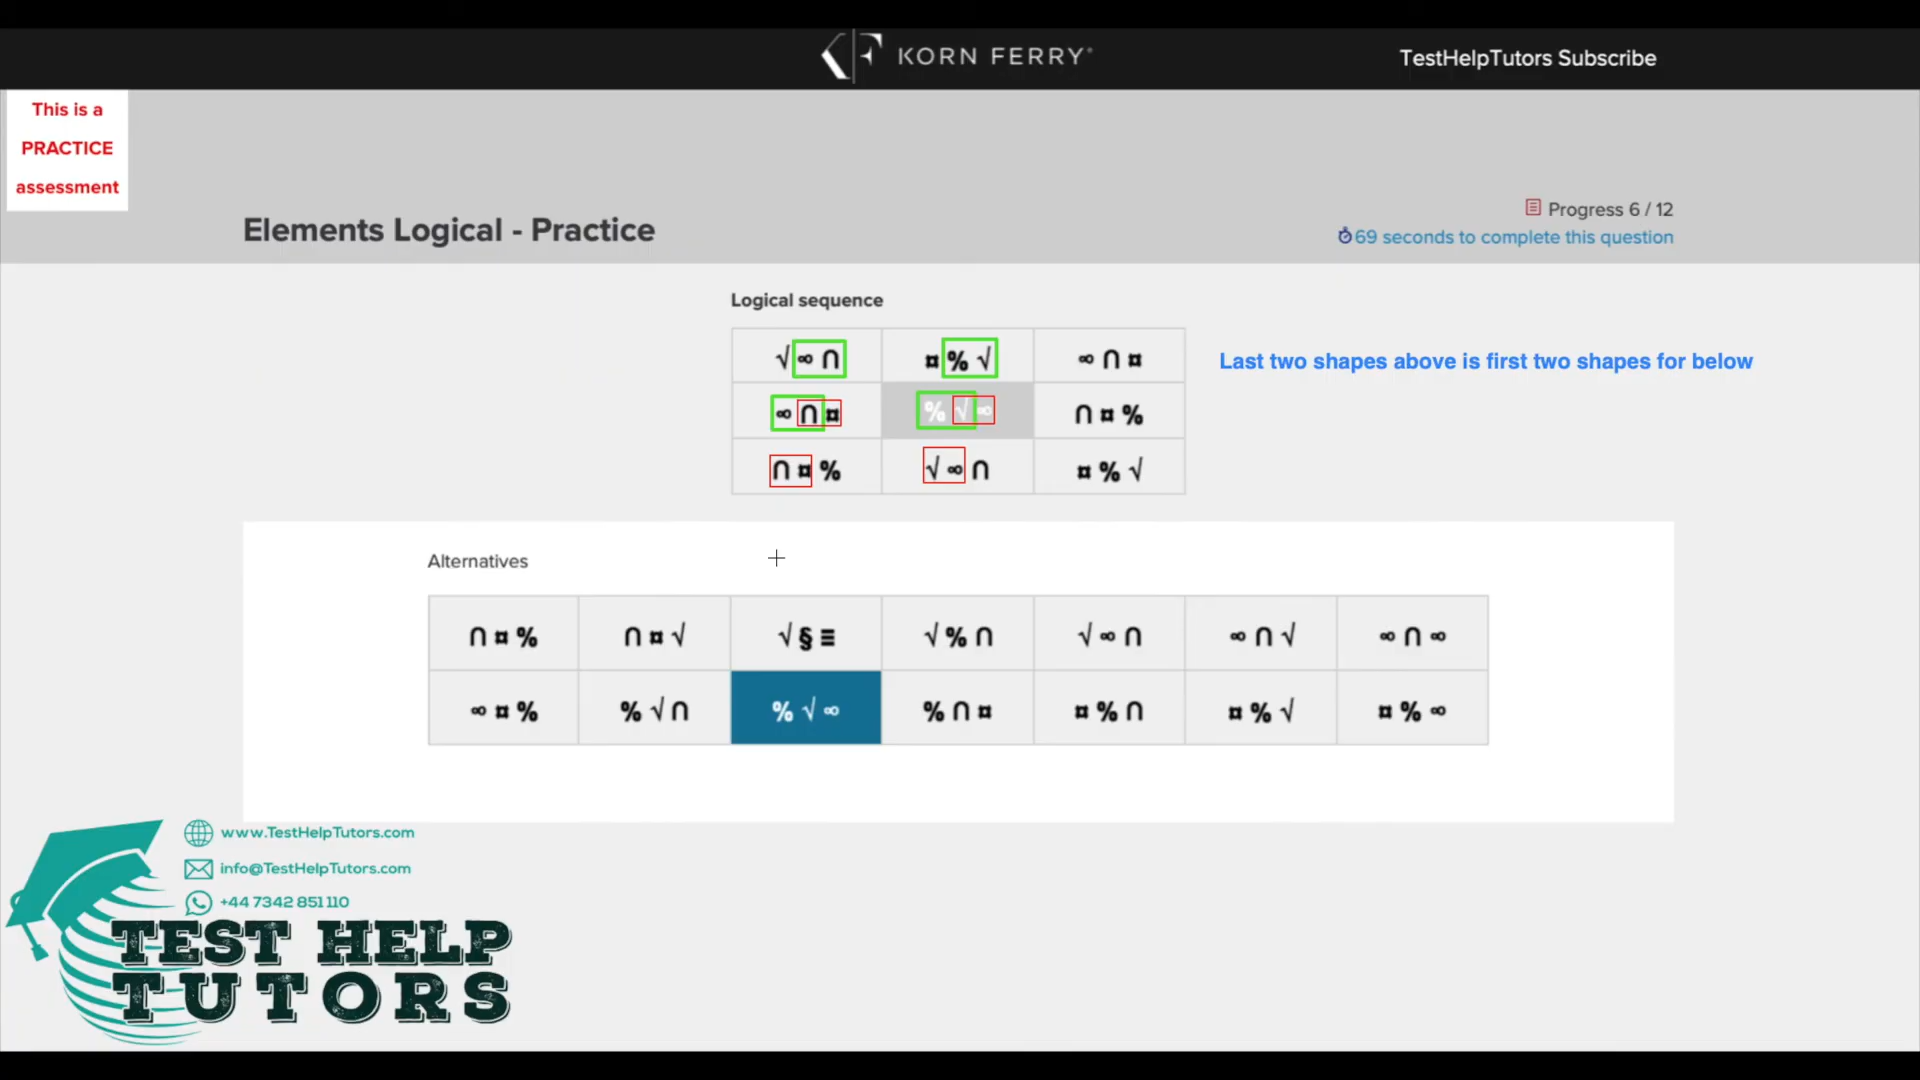 KORN FERRY®
TestHelpTutors Subscribe
This is a
PRACTICE
assessment
Elements Logical - Practice
Progress 6 / 12
69 seconds to complete this question
Logical sequence
√ ∞ ∩ ¤ % √ ∞ ∩ ¤
Last two shapes above is first two shapes for below
∞ ∩ ¤ % √ ∞ ∩ ¤ %
∩ ¤ % √ ∞ ∩ ¤ % √
Alternatives
∩ ¤ % ∩ ¤ √ √ § ≡ √ % ∩ √ ∞ ∩ ∞ ∩ √ ∞ ∩ ∞
∞ ¤ % % √ ∩ % √ ∞ % ∩ ¤ ¤ % ∩ ¤ % √ ¤ % ∞
www.TestHelpTutors.com
info@TestHelpTutors.com
+44 7342 851 110
TEST HELP
TUTORS